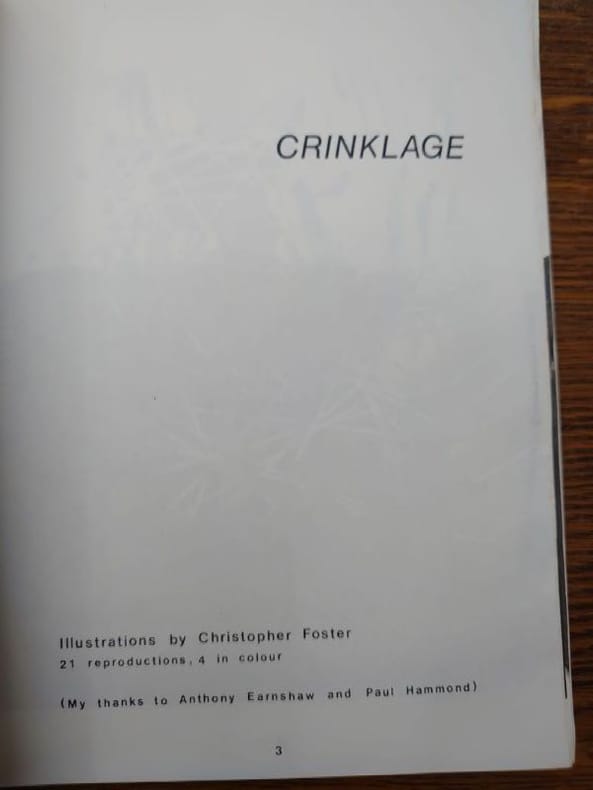 CRINKLAGE
Illustrations by Christopher Foster
21 reproductions, 4 in colour
(My thanks to Anthony Earnshaw and Paul Hammond)
3